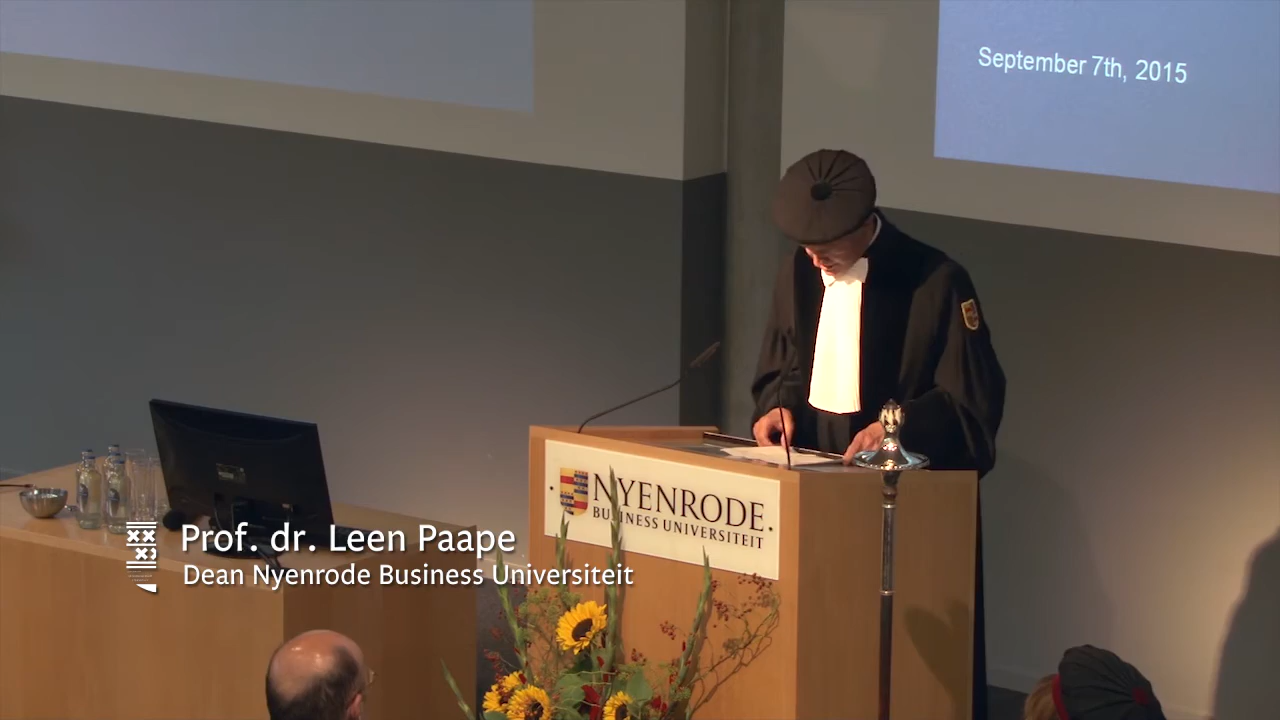 September 7th, 2015
NYENRODE
BUSINESS UNIVERSITEIT
Prof. dr. Leen Paape
Dean Nyenrode Business Universiteit